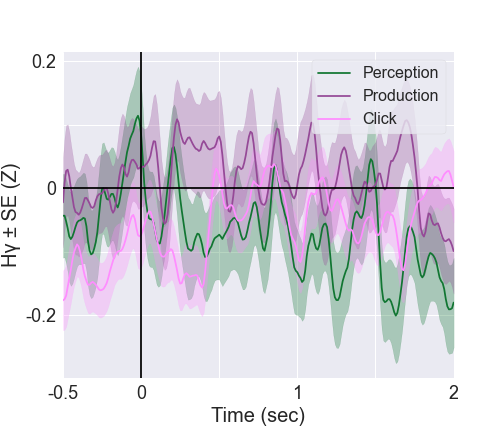 0.2
Perception
Production
Click
0
Hγ ± SE (Z)
-0.2
-0.5
0
1
2
Time (sec)